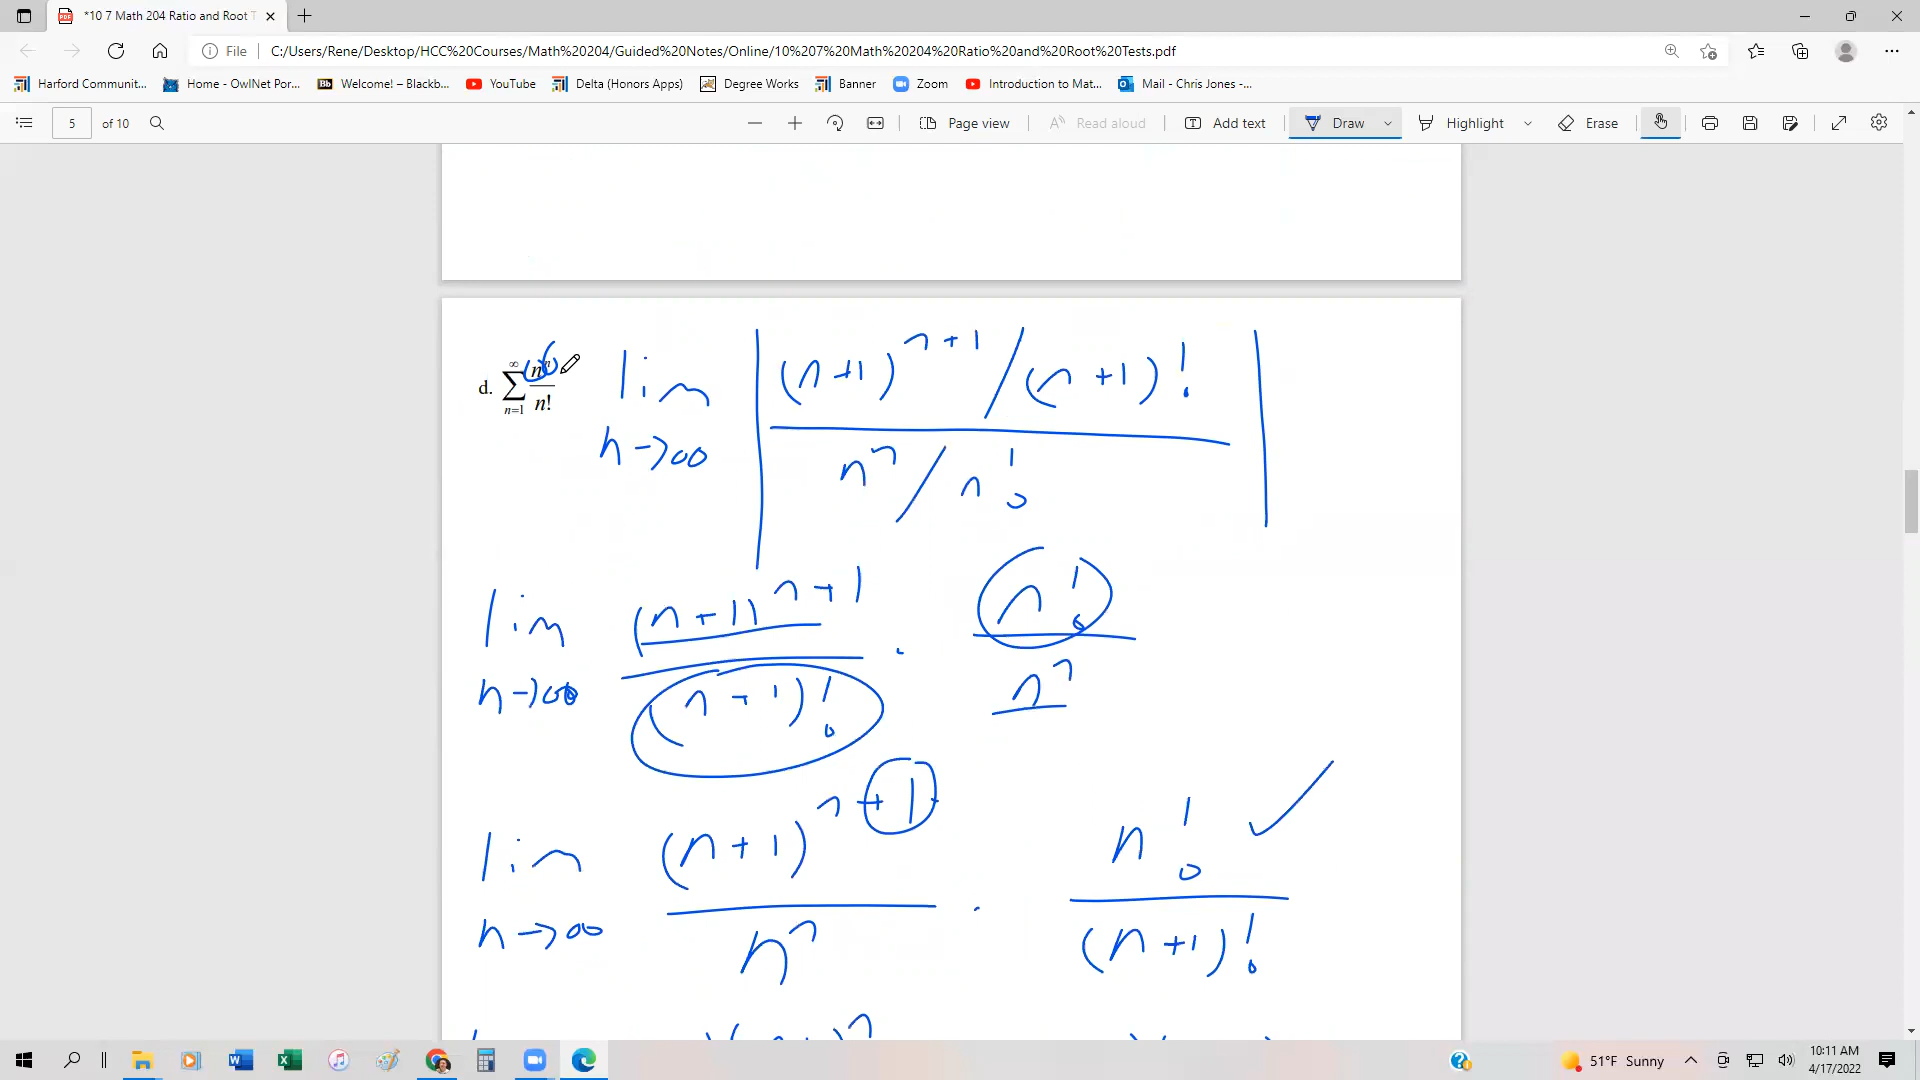 *10 7 Math 204 Ratio and Root T
File C:/Users/Rene/Desktop/HCC%20Courses/Math%20204/Guided%20Notes/Online/10%207%20Math%20204%20Ratio%20and%20Root%20Tests.pdf
Harford Communit... Home - OwlNet Por... Bb Welcome! – Blackb... YouTube Delta (Honors Apps) Degree Works Banner Zoom Introduction to Mat... Mail - Chris Jones -...
5 of 10 Page view Read aloud Add text Draw Highlight Erase
d. ∞ ∑ n=1 n^n / n! lim n→∞ | (n+1)^n+1 / (n+1)! / n^n / n! |
lim n→∞ (n+1)^n+1 / (n+1)! · n! / n^n
lim n→∞ (n+1)^n+1 / n^n · n! / (n+1)! ✓
51°F Sunny 10:11 AM
4/17/2022